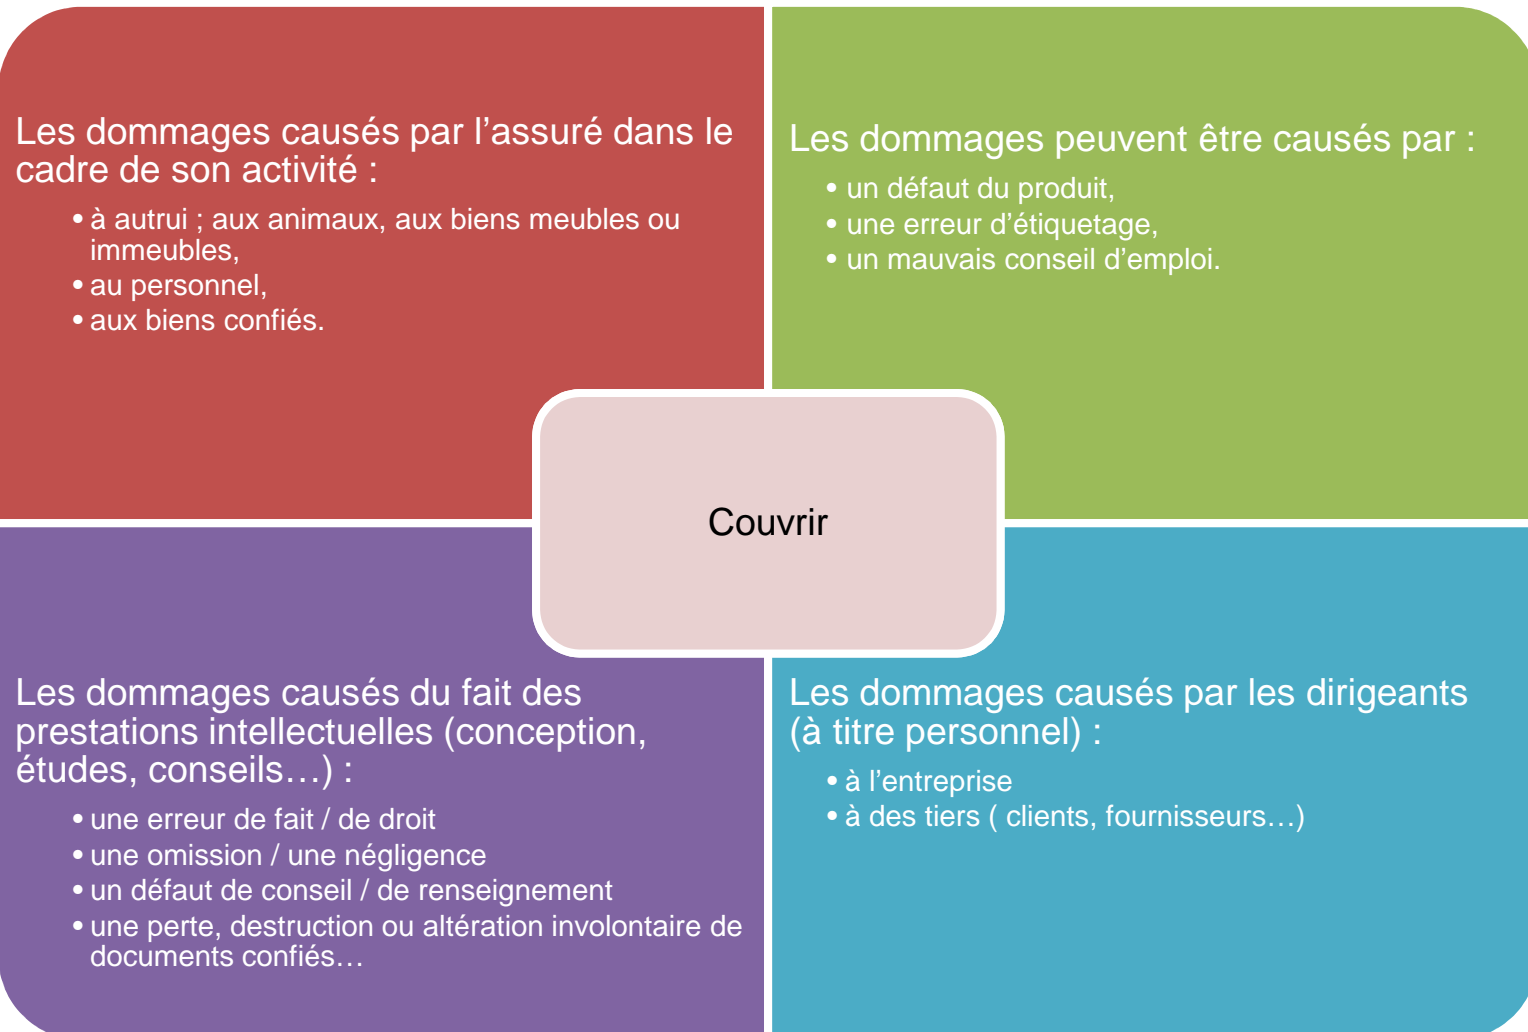 Les dommages causés par l’assuré dans le
cadre de son activité :
• à autrui ; aux animaux, aux biens meubles ou
immeubles,
• au personnel,
• aux biens confiés.
Les dommages peuvent être causés par :
• un défaut du produit,
• une erreur d’étiquetage,
• un mauvais conseil d’emploi.
Couvrir
Les dommages causés du fait des
prestations intellectuelles (conception,
études, conseils…) :
• une erreur de fait / de droit
• une omission / une négligence
• un défaut de conseil / de renseignement
• une perte, destruction ou altération involontaire de
documents confiés…
Les dommages causés par les dirigeants
(à titre personnel) :
• à l’entreprise
• à des tiers ( clients, fournisseurs…)